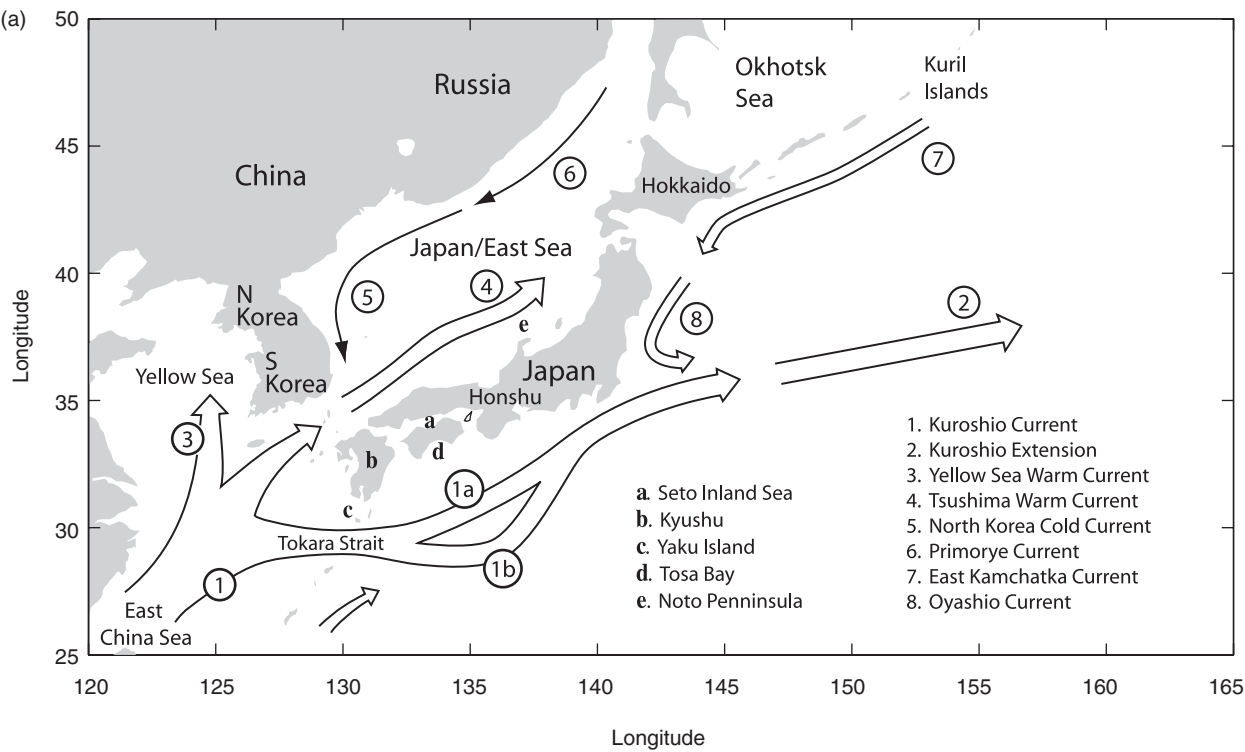 (a)
50
45
40
35
30
25
Longitude
120
125
130
135
140
145
150
155
160
165
Longitude
Russia
China
Okhotsk
Sea
Kuril
Islands
Hokkaido
Japan/East Sea
N
Korea
S
Korea
Yellow Sea
Japan
Honshu
Tokara Strait
East
China Sea
6
7
5
4
8
2
3
1a
1b
1
e
a
d
b
c
a. Seto Inland Sea
b. Kyushu
c. Yaku Island
d. Tosa Bay
e. Noto Penninsula
1. Kuroshio Current
2. Kuroshio Extension
3. Yellow Sea Warm Current
4. Tsushima Warm Current
5. North Korea Cold Current
6. Primorye Current
7. East Kamchatka Current
8. Oyashio Current